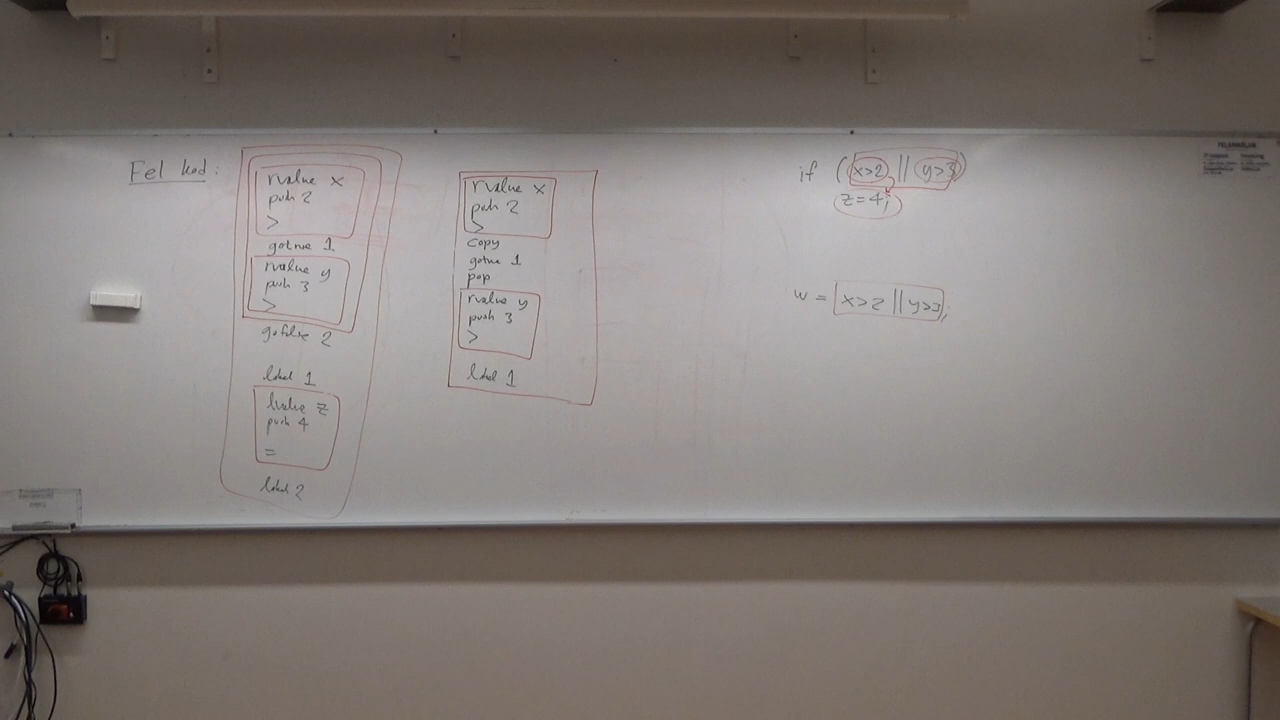 Fel kod:
rvalue x
push 2
>
gotrue 1
rvalue y
push 3
>
gofalse 2
label 1
lvalue z
push 4
=
label 2
rvalue x
push 2
>
copy
gotrue 1
pop
rvalue y
push 3
>
label 1
if (x>2 || y>3)
z=4;
w = x>2 || y>3;
FELANMÄLAN